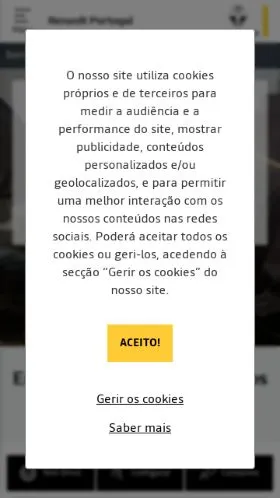 Renault Portugal
O nosso site utiliza cookies
próprios e de terceiros para
medir a audiência e a
performance do site, mostrar
publicidade, conteúdos
personalizados e/ou
geolocalizados, e para permitir
uma melhor interação com os
nossos conteúdos nas redes
sociais. Poderá aceitar todos os
cookies ou geri-los, acedendo à
secção “Gerir os cookies” do
nosso site.
ACEITO!
Gerir os cookies
Saber mais